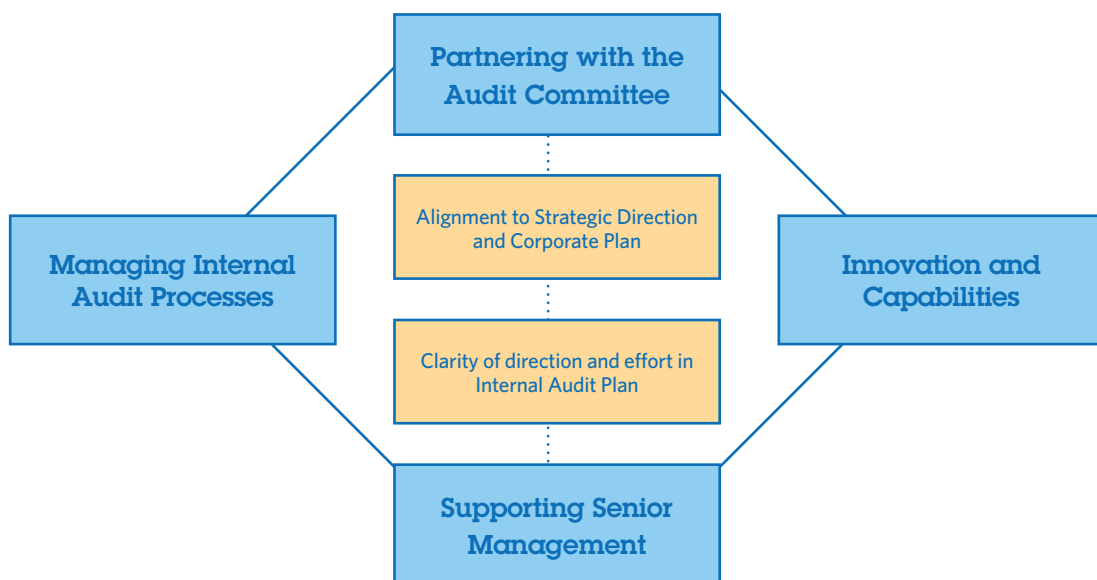 Partnering with the
Audit Committee
Alignment to Strategic Direction
and Corporate Plan
Managing Internal
Audit Processes
Innovation and
Capabilities
Clarity of direction and effort in
Internal Audit Plan
Supporting Senior
Management